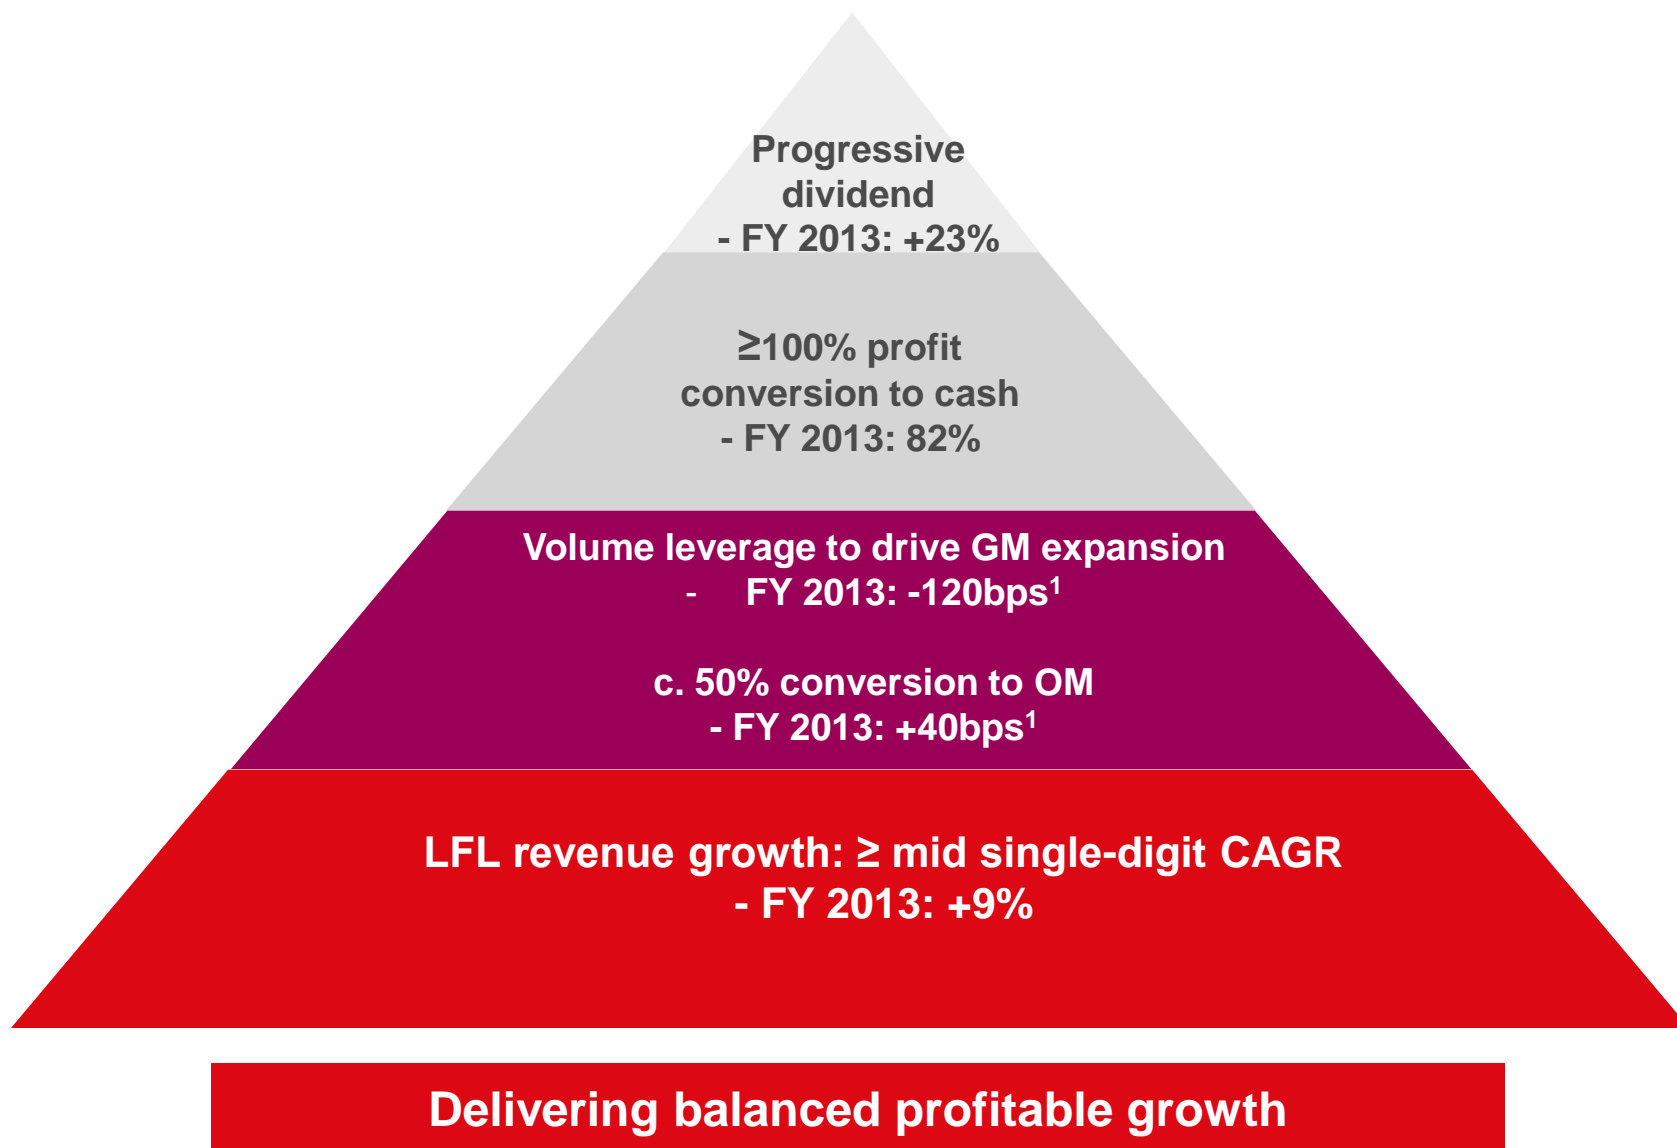 Progressive
dividend
- FY 2013: +23%
≥100% profit
conversion to cash
- FY 2013: 82%
Volume leverage to drive GM expansion
- FY 2013: -120bps¹
c. 50% conversion to OM
- FY 2013: +40bps¹
LFL revenue growth: ≥ mid single-digit CAGR
- FY 2013: +9%
Delivering balanced profitable growth